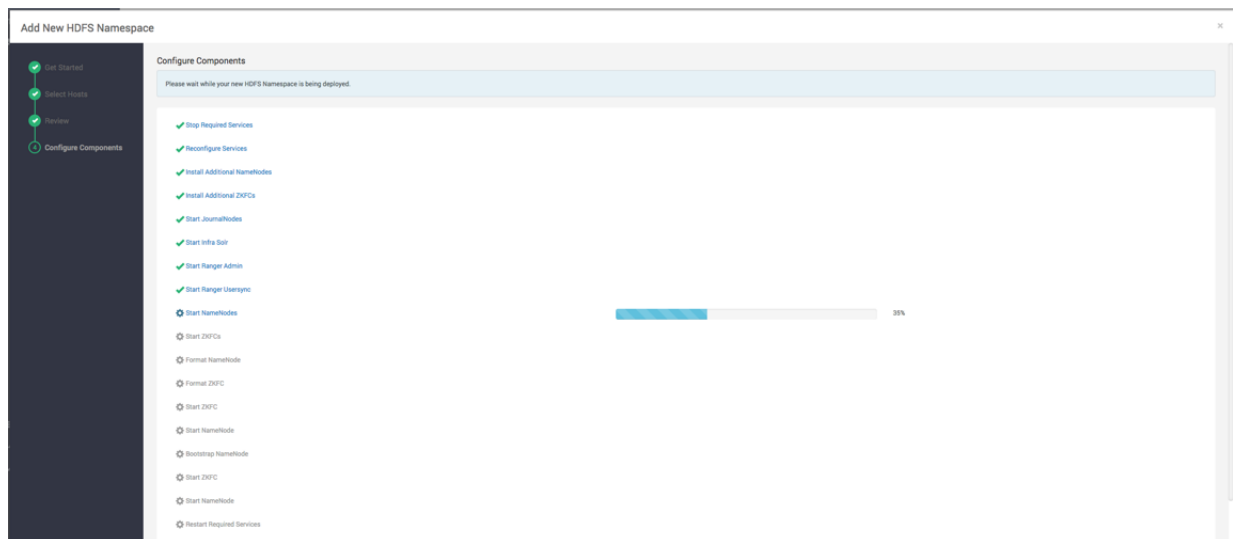 Add New HDFS Namespace
×
Get Started
Select Hosts
Review
4 Configure Components
Configure Components
Please wait while your new HDFS Namespace is being deployed.
Stop Required Services
Reconfigure Services
Install Additional NameNodes
Install Additional ZKFCs
Start JournalNodes
Start Infra Solr
Start Ranger Admin
Start Ranger Usersync
Start NameNodes 35%
Start ZKFCs
Format NameNode
Format ZKFC
Start ZKFC
Start NameNode
Bootstrap NameNode
Start ZKFC
Start NameNode
Restart Required Services